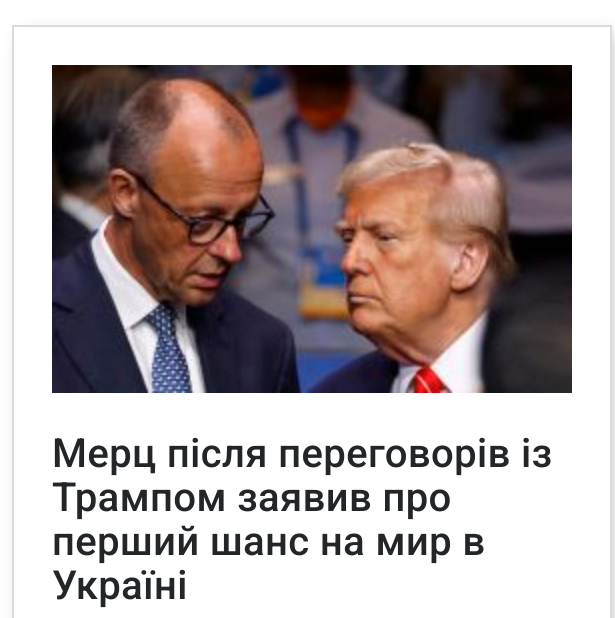 Мерц після переговорів із
Трампом заявив про
перший шанс на мир в
Україні